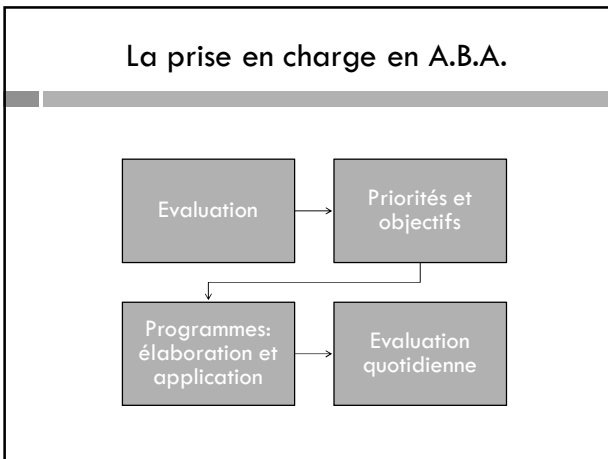 La prise en charge en A.B.A.
Evaluation
Priorités et
objectifs
Programmes:
élaboration et
application
Evaluation
quotidienne